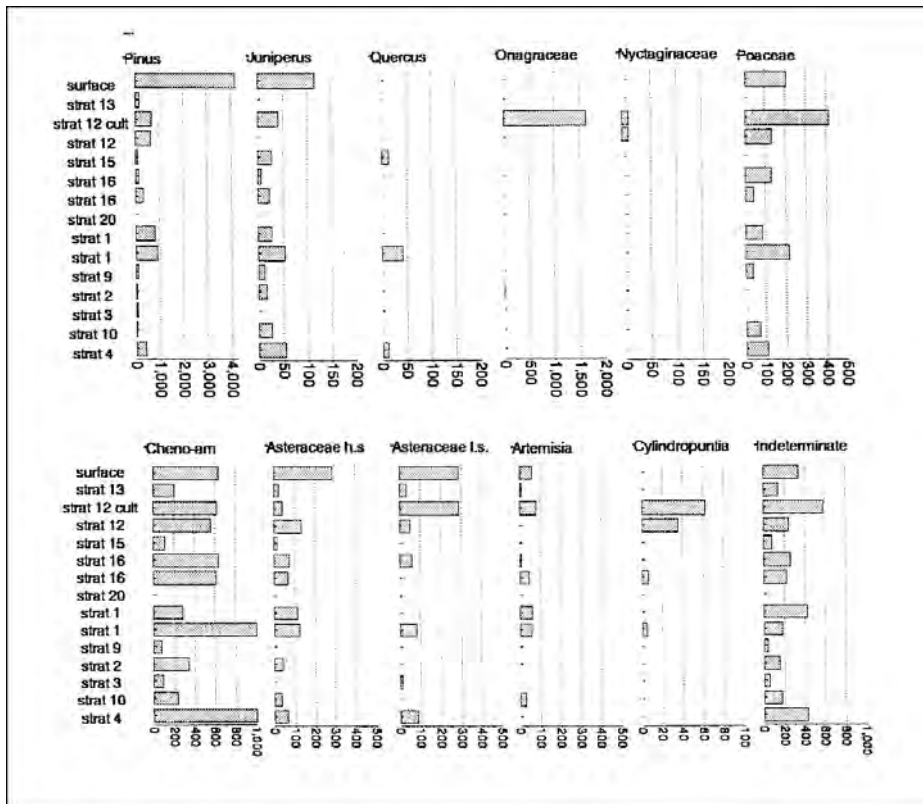 Pinus Juniperus Quercus Onagraceae Nyctaginaceae Poaceae
surface
strat 13
strat 12 cult
strat 12
strat 15
strat 16
strat 16
strat 20
strat 1
strat 1
strat 9
strat 2
strat 3
strat 10
strat 4
0 1,000 2,000 3,000 4,000 0 50 100 150 200 0 50 100 150 200 0 500 1,000 1,500 2,000 0 50 100 150 200 0 100 200 300 400 500
Cheno-am Asteraceae h.s Asteraceae l.s. Artemisia Cylindropuntia Indeterminate
surface
strat 13
strat 12 cult
strat 12
strat 15
strat 16
strat 16
strat 20
strat 1
strat 1
strat 9
strat 2
strat 3
strat 10
strat 4
0 200 400 600 800 1,000 0 100 200 300 400 500 0 100 200 300 400 500 0 100 200 300 400 500 0 20 40 60 80 100 0 200 400 600 800 1,000